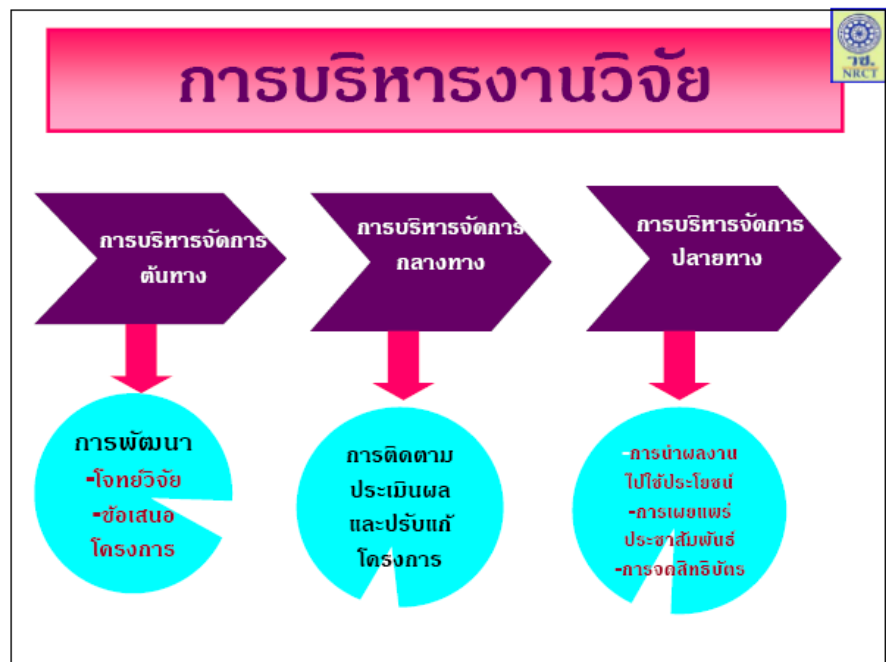 การบริหารงานวิจัย
วช.
NRCT
การบริหารจัดการ
ต้นทาง
การบริหารจัดการ
กลางทาง
การบริหารจัดการ
ปลายทาง
การพัฒนา
-โจทย์วิจัย
-ข้อเสนอ
โครงการ
การติดตาม
ประเมินผล
และปรับแก้
โครงการ
-การนำผลงาน
ไปใช้ประโยชน์
-การเผยแพร่
ประชาสัมพันธ์
-การจดสิทธิบัตร